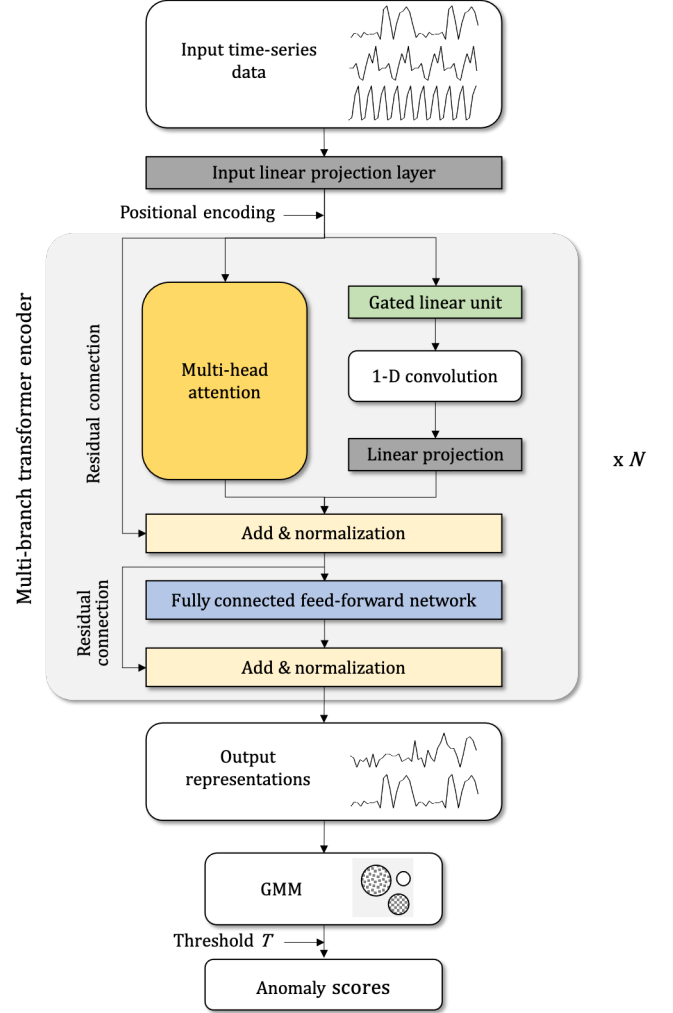 Input time-series
data
Input linear projection layer
Positional encoding
Multi-branch transformer encoder
Residual connection
Multi-head
attention
Gated linear unit
1-D convolution
Linear projection
x N
Add & normalization
Residual
connection
Fully connected feed-forward network
Add & normalization
Output
representations
GMM
Threshold T
Anomaly scores